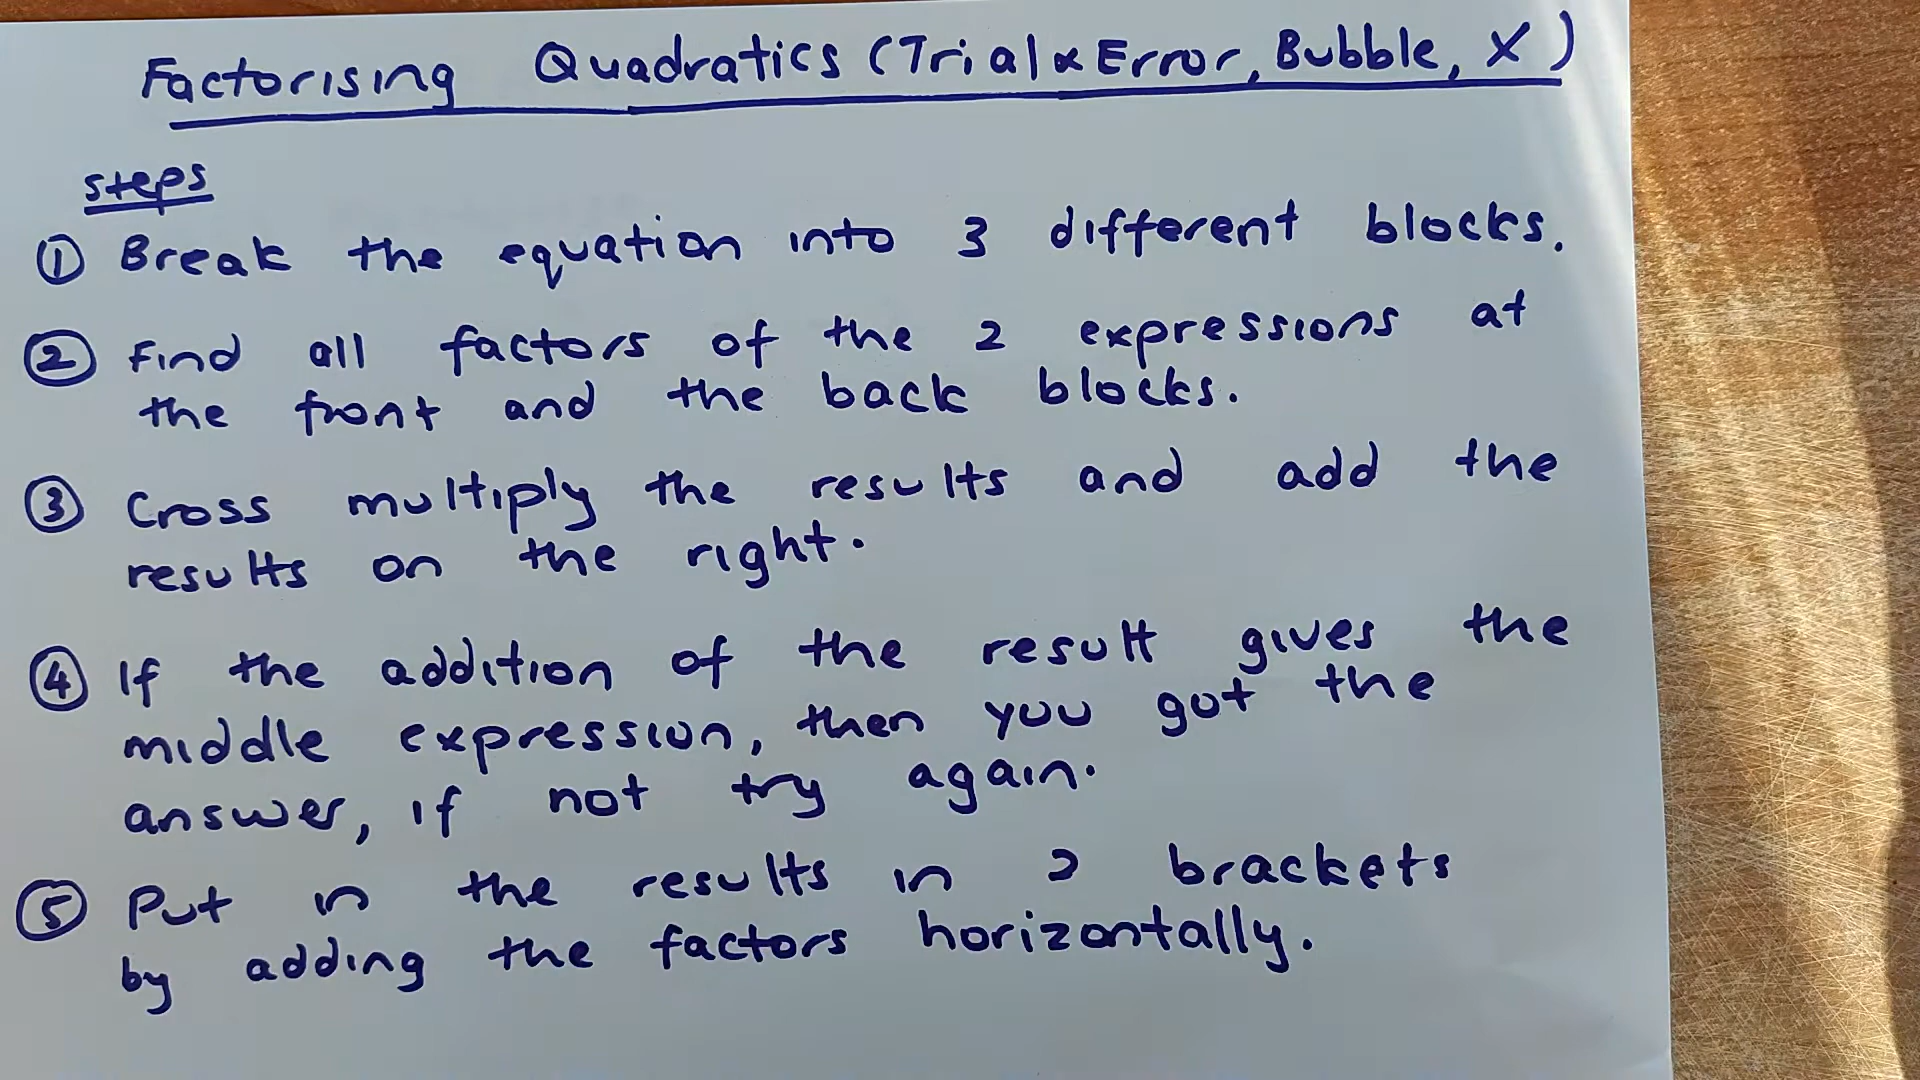 Factorising Quadratics (Trial & Error, Bubble, X)
steps
① Break the equation into 3 different blocks.
② Find all factors of the 2 expressions at
the front and the back blocks.
③ Cross multiply the results and add the
results on the right.
④ If the addition of the result gives the
middle expression, then you got the
answer, if not try again.
⑤ Put in the results in 2 brackets
by adding the factors horizontally.